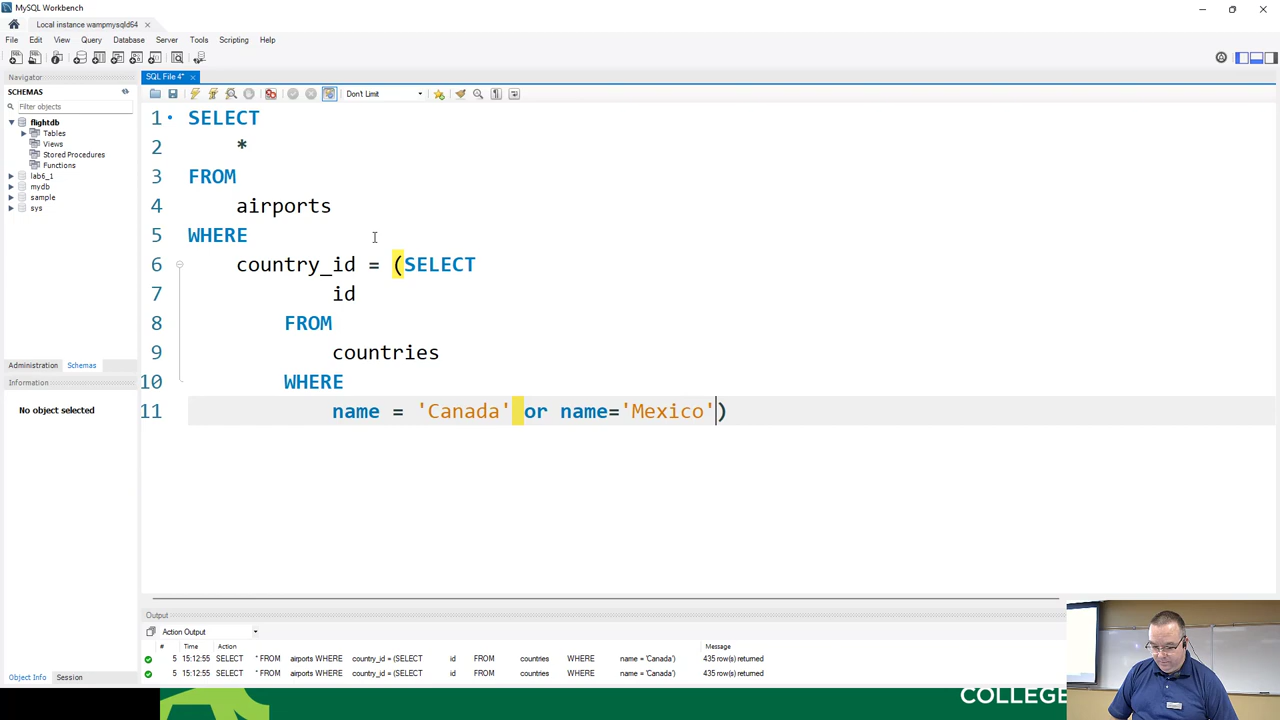 MySQL Workbench
Local instance wampmysqld64
File Edit View Query Database Server Tools Scripting Help
Navigator
SCHEMAS
Filter objects
flightdb
Tables
Views
Stored Procedures
Functions
lab6_1
mydb
sample
sys
Administration Schemas
Information
No object selected
Object Info Session
SQL File 4*
Don't Limit
1 SELECT
2 *
3 FROM
4 airports
5 WHERE
6 country_id = (SELECT
7 id
8 FROM
9 countries
10 WHERE
11 name = 'Canada' or name='Mexico')
Output
Action Output
# Time Action Message
5 15:12:55 SELECT * FROM airports WHERE country_id = (SELECT id FROM countries WHERE name = 'Canada') 435 row(s) returned
5 15:12:55 SELECT * FROM airports WHERE country_id = (SELECT id FROM countries WHERE name = 'Canada') 435 row(s) returned
COLLEGE